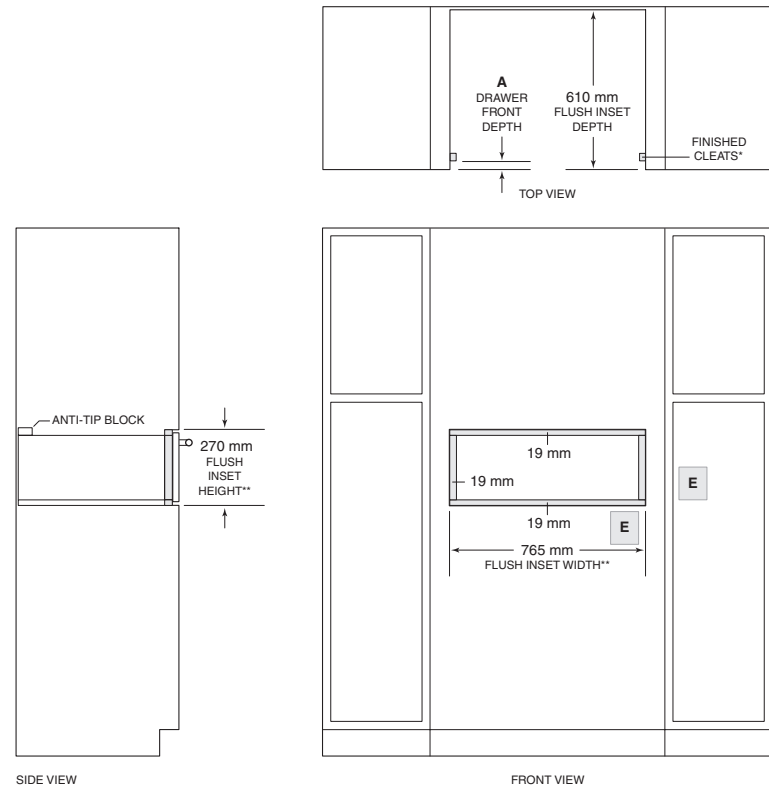 A
DRAWER
FRONT
DEPTH
610 mm
FLUSH INSET
DEPTH
FINISHED
CLEATS*
TOP VIEW
ANTI-TIP BLOCK
270 mm
FLUSH
INSET
HEIGHT**
19 mm
19 mm
19 mm
E
E
765 mm
FLUSH INSET WIDTH**
SIDE VIEW
FRONT VIEW